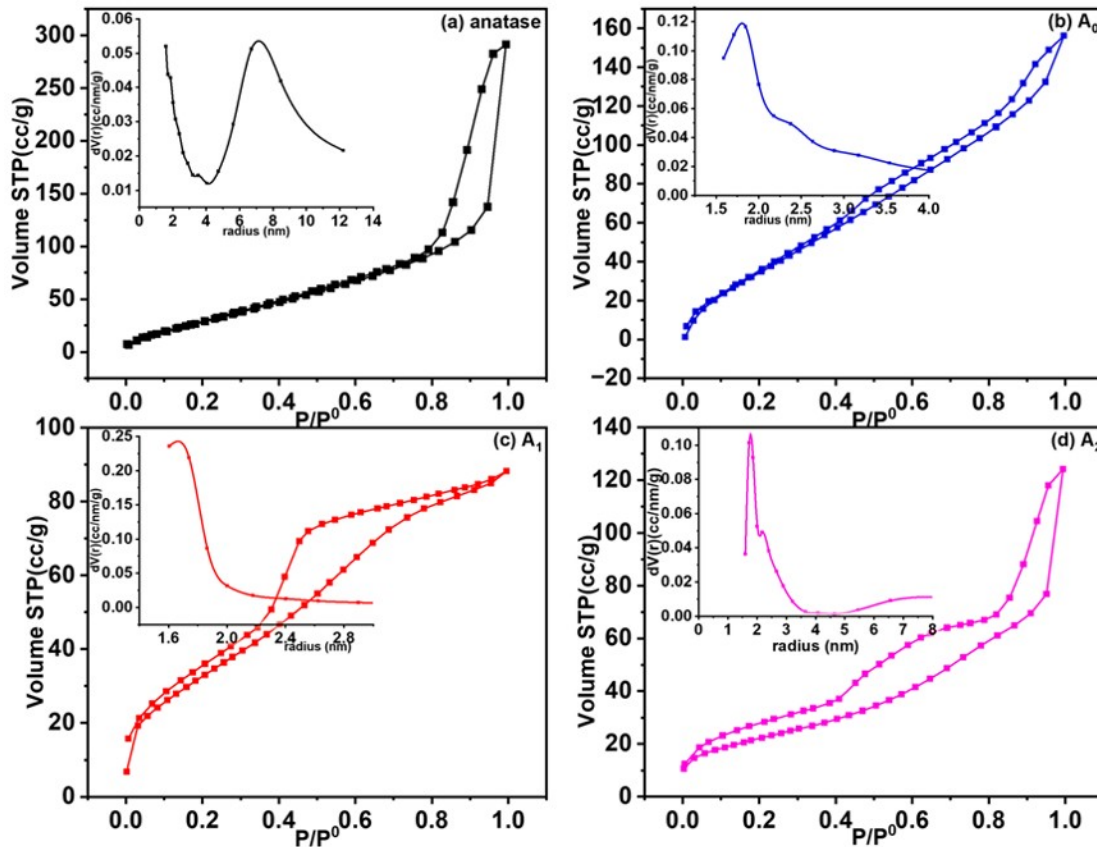 (a) anatase
Volume STP(cc/g)
300
250
200
150
100
50
0
0.0 0.2 0.4 0.6 0.8 1.0
P/P⁰
dV(r)(cc/nm/g)
0.06
0.05
0.04
0.03
0.02
0.01
0 2 4 6 8 10 12 14
radius (nm)
(b) A₀
Volume STP(cc/g)
160
140
120
100
80
60
40
20
0
−20
0.0 0.2 0.4 0.6 0.8 1.0
P/P⁰
dV(r)(cc/nm/g)
0.12
0.10
0.08
0.06
0.04
0.02
0.00
1.5 2.0 2.5 3.0 3.5 4.0
radius (nm)
(c) A₁
Volume STP(cc/g)
100
80
60
40
20
0
0.0 0.2 0.4 0.6 0.8 1.0
P/P⁰
dV(r)(cc/nm/g)
0.25
0.20
0.15
0.10
0.05
0.00
1.6 2.0 2.4 2.8
radius (nm)
(d) A₂
Volume STP(cc/g)
140
120
100
80
60
40
20
0
0.0 0.2 0.4 0.6 0.8 1.0
P/P⁰
dV(r)(cc/nm/g)
0.10
0.08
0.06
0.04
0.02
0.00
0 1 2 3 4 5 6 7 8
radius (nm)